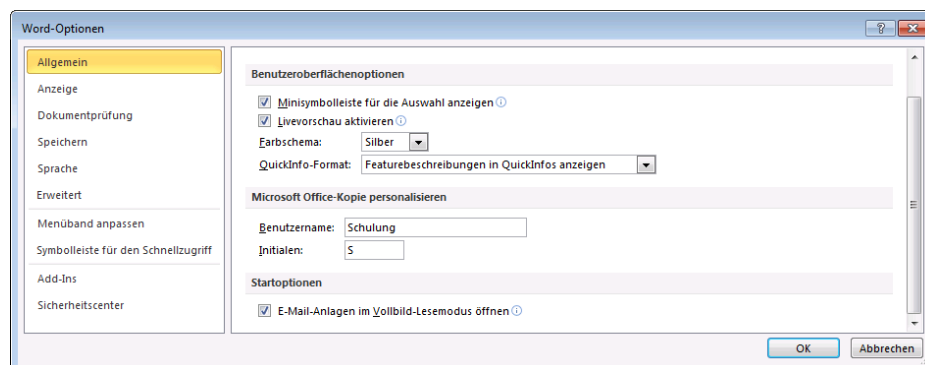 Word-Optionen
Allgemein
Anzeige
Dokumentprüfung
Speichern
Sprache
Erweitert
Menüband anpassen
Symbolleiste für den Schnellzugriff
Add-Ins
Sicherheitscenter
Benutzeroberflächenoptionen
Minisymbolleiste für die Auswahl anzeigen
Livevorschau aktivieren
Farbschema: Silber
QuickInfo-Format: Featurebeschreibungen in QuickInfos anzeigen
Microsoft Office-Kopie personalisieren
Benutzername: Schulung
Initialen: S
Startoptionen
E-Mail-Anlagen im Vollbild-Lesemodus öffnen
OK Abbrechen